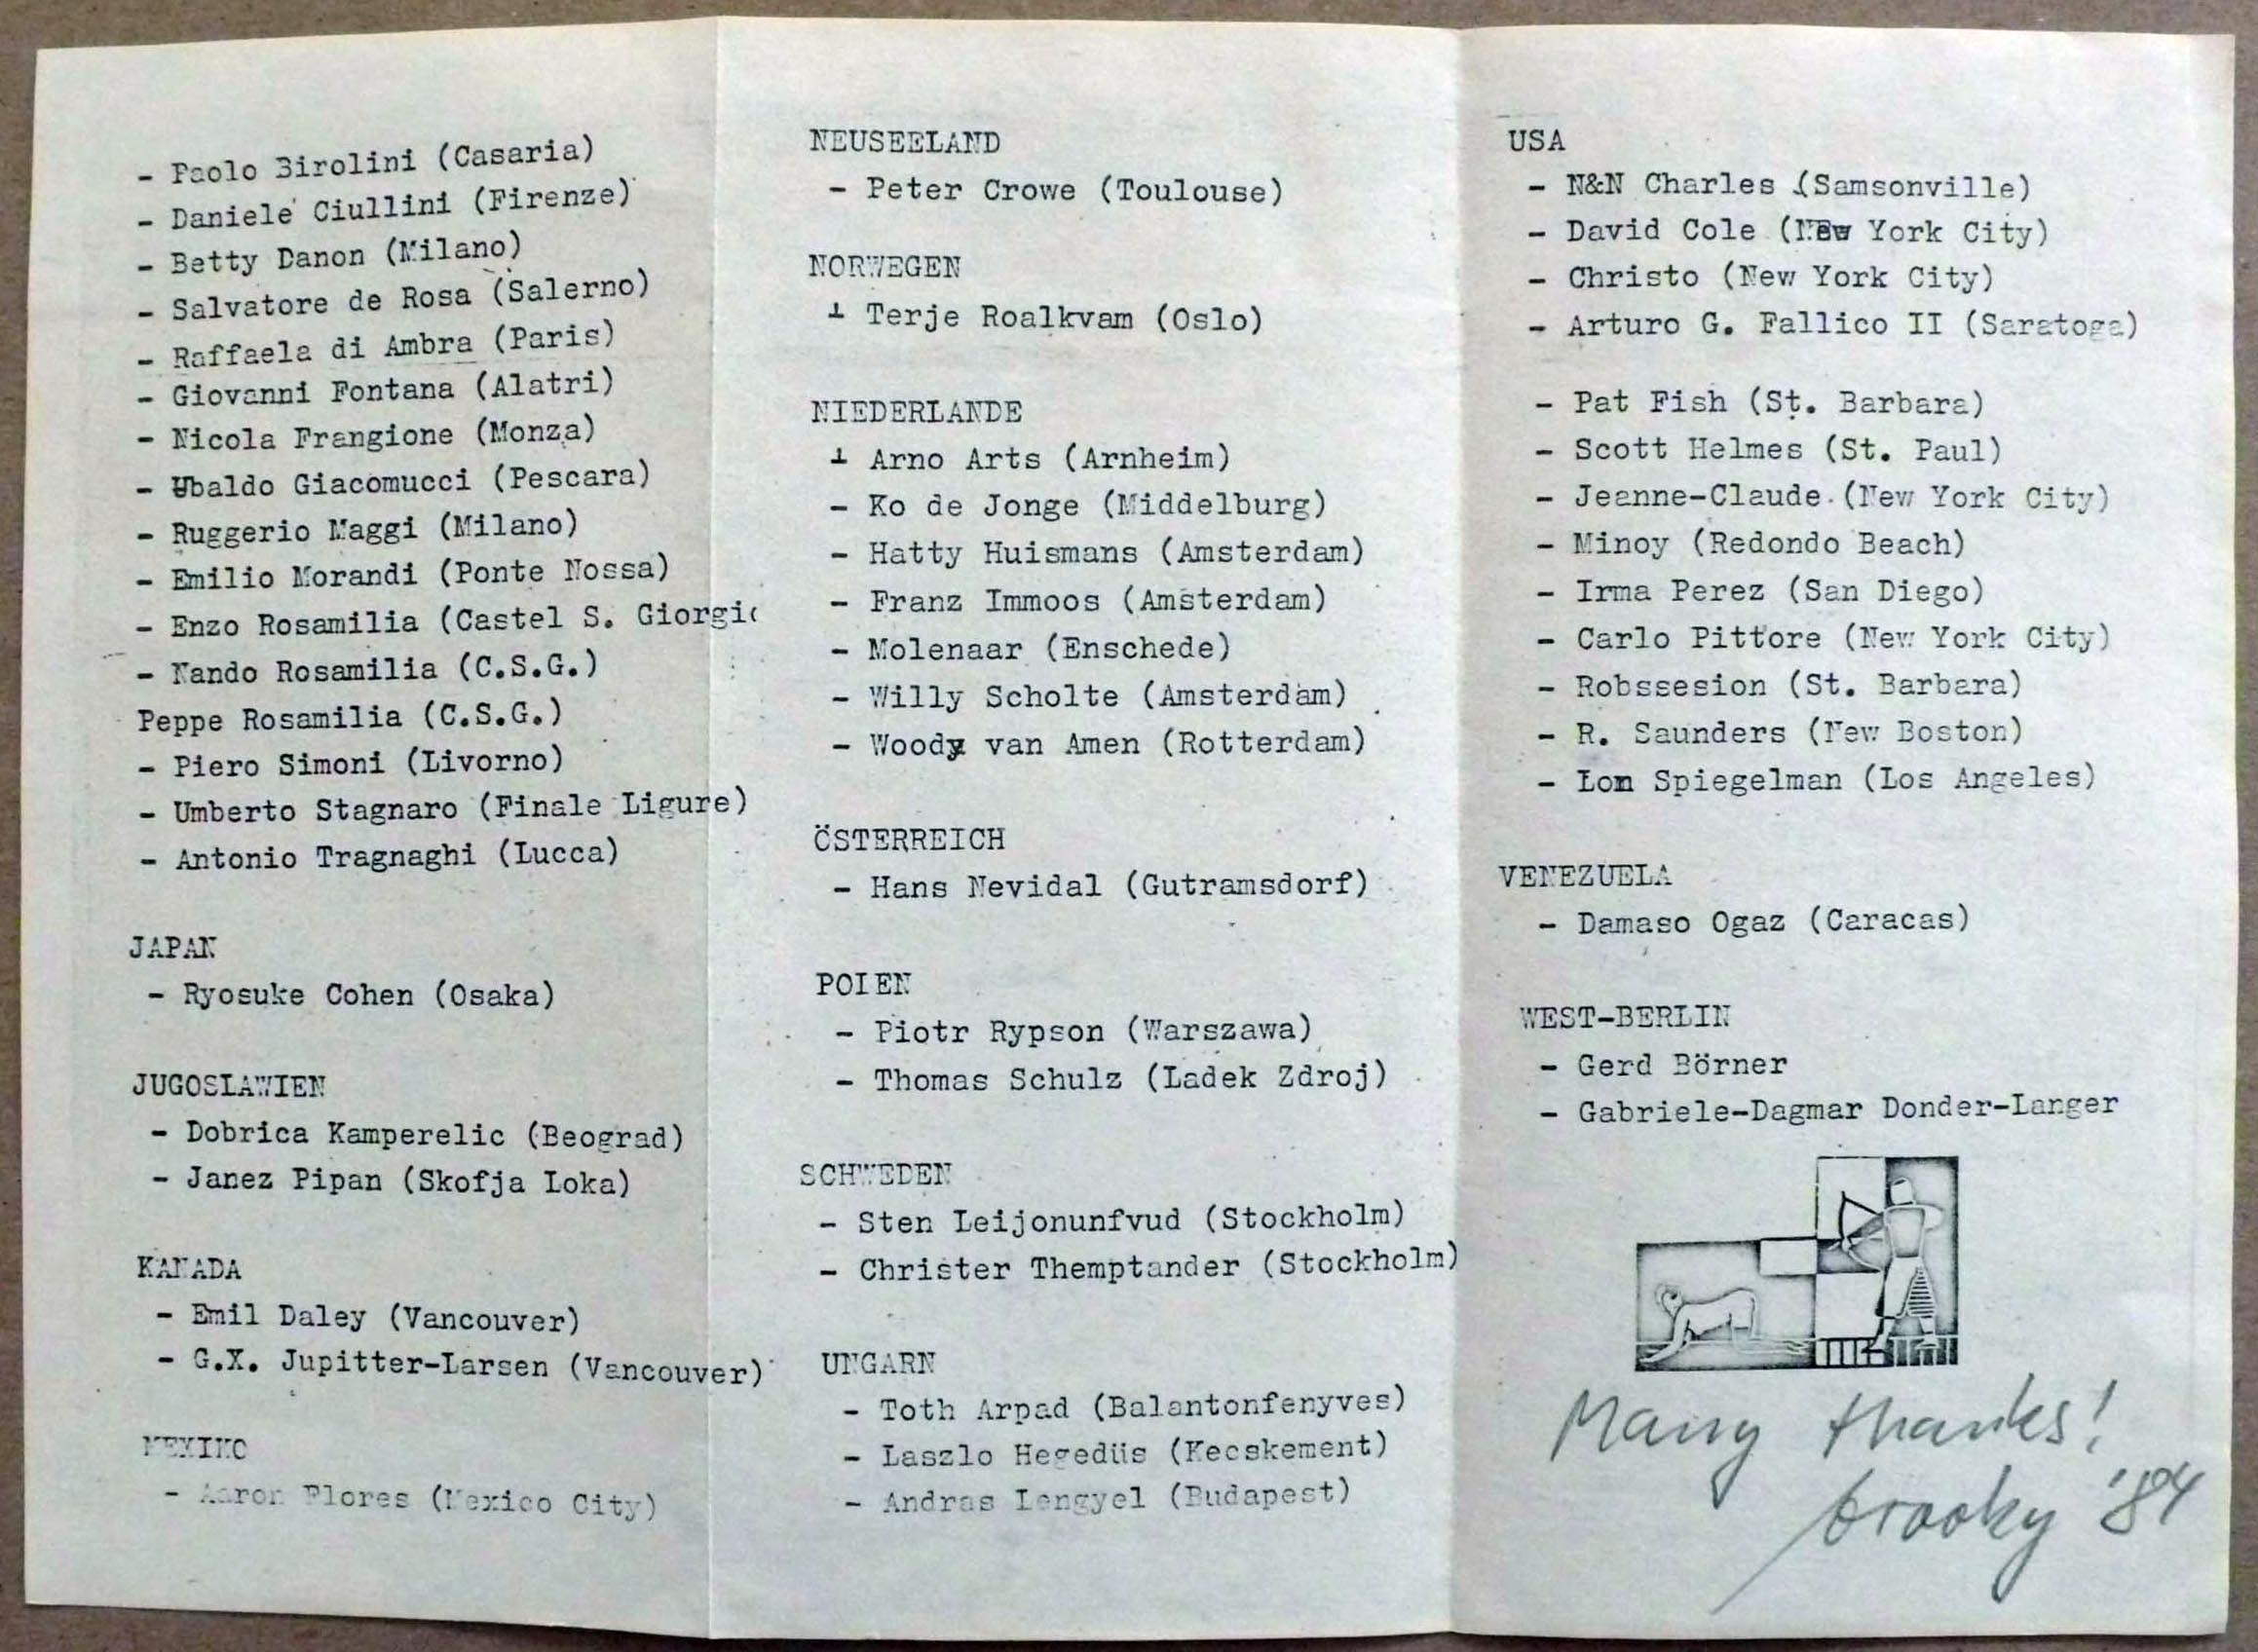 - Paolo Birolini (Casaria)
- Daniele Ciullini (Firenze)
- Betty Danon (Milano)
- Salvatore de Rosa (Salerno)
- Raffaela di Ambra (Paris)
- Giovanni Fontana (Alatri)
- Nicola Frangione (Monza)
- Ubaldo Giacomucci (Pescara)
- Ruggerio Maggi (Milano)
- Emilio Morandi (Ponte Nossa)
- Enzo Rosamilia (Castel S. Giorgio
- Nando Rosamilia (C.S.G.)
Peppe Rosamilia (C.S.G.)
- Piero Simoni (Livorno)
- Umberto Stagnaro (Finale Ligure)
- Antonio Tragnaghi (Lucca)
JAPAN
- Ryosuke Cohen (Osaka)
JUGOSLAWIEN
- Dobrica Kamperelic (Beograd)
- Janez Pipan (Skofja Loka)
KANADA
- Emil Daley (Vancouver)
- G.X. Jupitter-Larsen (Vancouver)
MEXIKO
- Aaron Flores (Mexico City)
NEUSEELAND
- Peter Crowe (Toulouse)
NORWEGEN
- Terje Roalkvam (Oslo)
NIEDERLANDE
- Arno Arts (Arnheim)
- Ko de Jonge (Middelburg)
- Hatty Huismans (Amsterdam)
- Franz Immoos (Amsterdam)
- Molenaar (Enschede)
- Willy Scholte (Amsterdam)
- Woody van Amen (Rotterdam)
ÖSTERREICH
- Hans Nevidal (Gutramsdorf)
POLEN
- Piotr Rypson (Warszawa)
- Thomas Schulz (Ladek Zdroj)
SCHWEDEN
- Sten Leijonunfvud (Stockholm)
- Christer Themptander (Stockholm)
UNGARN
- Toth Arpad (Balantonfenyves)
- Laszlo Hegedüs (Kecskement)
- Andras Lengyel (Budapest)
USA
- N&N Charles (Samsonville)
- David Cole (New York City)
- Christo (New York City)
- Arturo G. Fallico II (Saratoga)
- Pat Fish (St. Barbara)
- Scott Helmes (St. Paul)
- Jeanne-Claude (New York City)
- Minoy (Redondo Beach)
- Irma Perez (San Diego)
- Carlo Pittore (New York City)
- Robssesion (St. Barbara)
- R. Saunders (New Boston)
- Lon Spiegelman (Los Angeles)
VENEZUELA
- Damaso Ogaz (Caracas)
WEST-BERLIN
- Gerd Börner
- Gabriele-Dagmar Donder-Langer
Many thanks!
'84